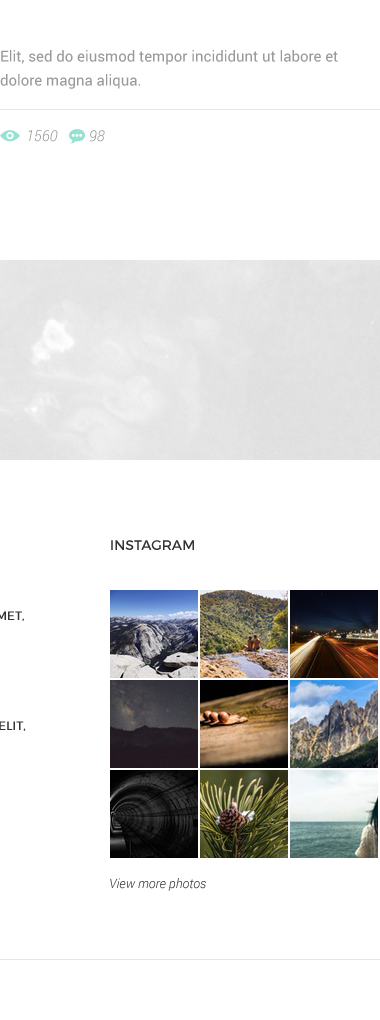 Elit, sed do eiusmod tempor incididunt ut labore et
dolore magna aliqua.
1560 98
INSTAGRAM
MET,
ELIT,
View more photos